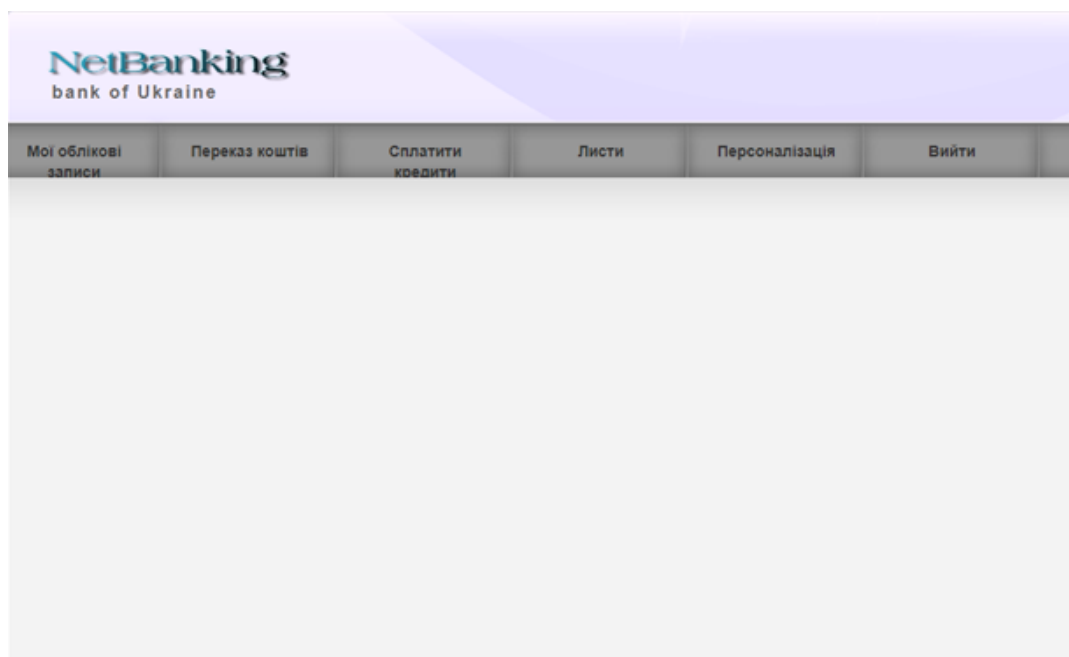 NetBanking
bank of Ukraine
Мої облікові записи
Переказ коштів
Сплатити кредити
Листи
Персоналізація
Вийти